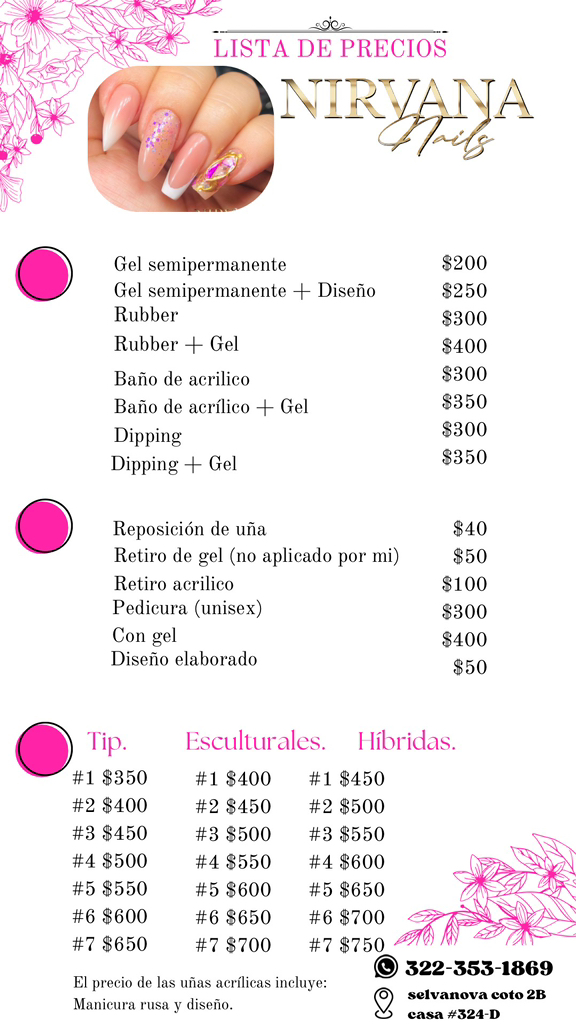 LISTA DE PRECIOS
NIRVANA
Nails
Gel semipermanente $200
Gel semipermanente + Diseño $250
Rubber $300
Rubber + Gel $400
Baño de acrilico $300
Baño de acrílico + Gel $350
Dipping $300
Dipping + Gel $350
Reposición de uña $40
Retiro de gel (no aplicado por mi) $50
Retiro acrilico $100
Pedicura (unisex) $300
Con gel $400
Diseño elaborado $50
Tip. Esculturales. Híbridas.
#1 $350 #1 $400 #1 $450
#2 $400 #2 $450 #2 $500
#3 $450 #3 $500 #3 $550
#4 $500 #4 $550 #4 $600
#5 $550 #5 $600 #5 $650
#6 $600 #6 $650 #6 $700
#7 $650 #7 $700 #7 $750
El precio de las uñas acrílicas incluye:
Manicura rusa y diseño.
322-353-1869
selvanova coto 2B
casa #324-D